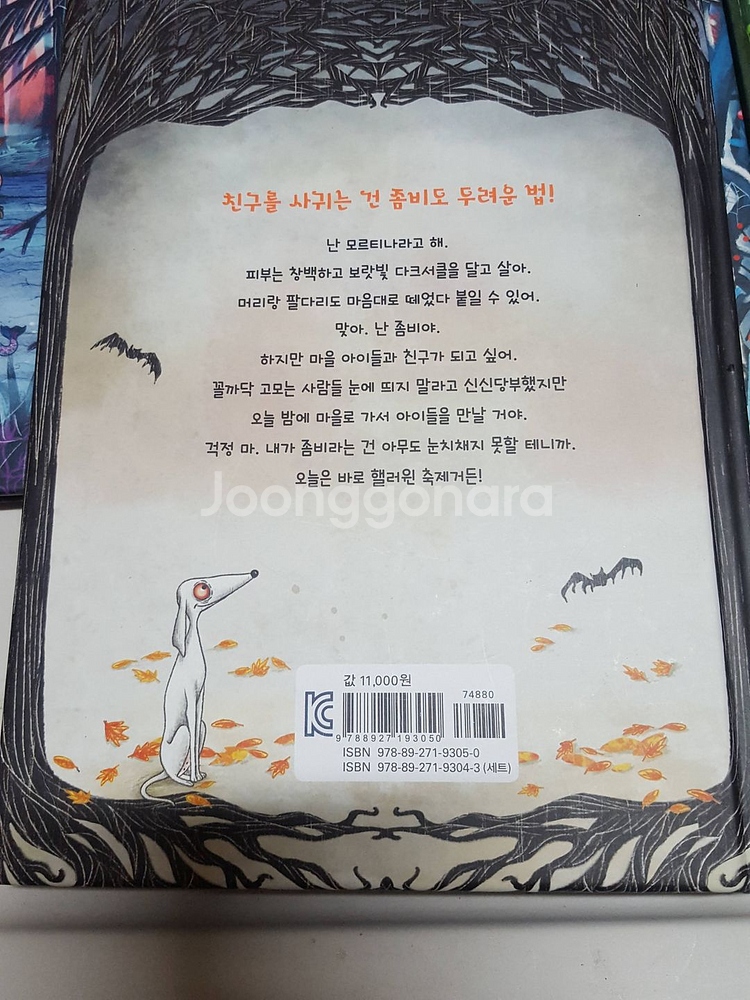 친구를 사귀는 건 좀비도 두려운 법!
난 모르티나라고 해.
피부는 창백하고 보랏빛 다크서클을 달고 살아.
머리랑 팔다리도 마음대로 떼었다 붙일 수 있어.
맞아. 난 좀비야.
하지만 마을 아이들과 친구가 되고 싶어.
꼴까닥 고모는 사람들 눈에 띄지 말라고 신신당부했지만
오늘 밤에 마을로 가서 아이들을 만날 거야.
걱정 마. 내가 좀비라는 건 아무도 눈치채지 못할 테니까.
오늘은 바로 핼러윈 축제거든!
Joonggonara
값 11,000원
74880
KC
9 788927 193050
ISBN 978-89-271-9305-0
ISBN 978-89-271-9304-3 (세트)